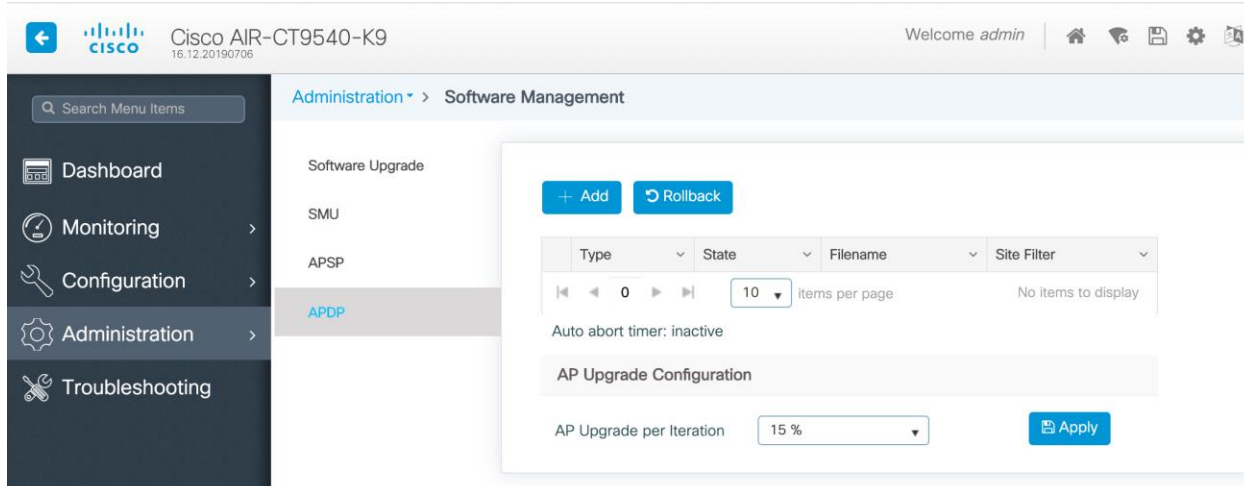 CISCO
Cisco AIR-CT9540-K9
16.12.20190706
Welcome admin
Search Menu Items
Administration > Software Management
Dashboard
Monitoring
Configuration
Administration
Troubleshooting
Software Upgrade
SMU
APSP
APDP
+ Add Rollback
Type State Filename Site Filter
0 10 items per page No items to display
Auto abort timer: inactive
AP Upgrade Configuration
AP Upgrade per Iteration 15 % Apply